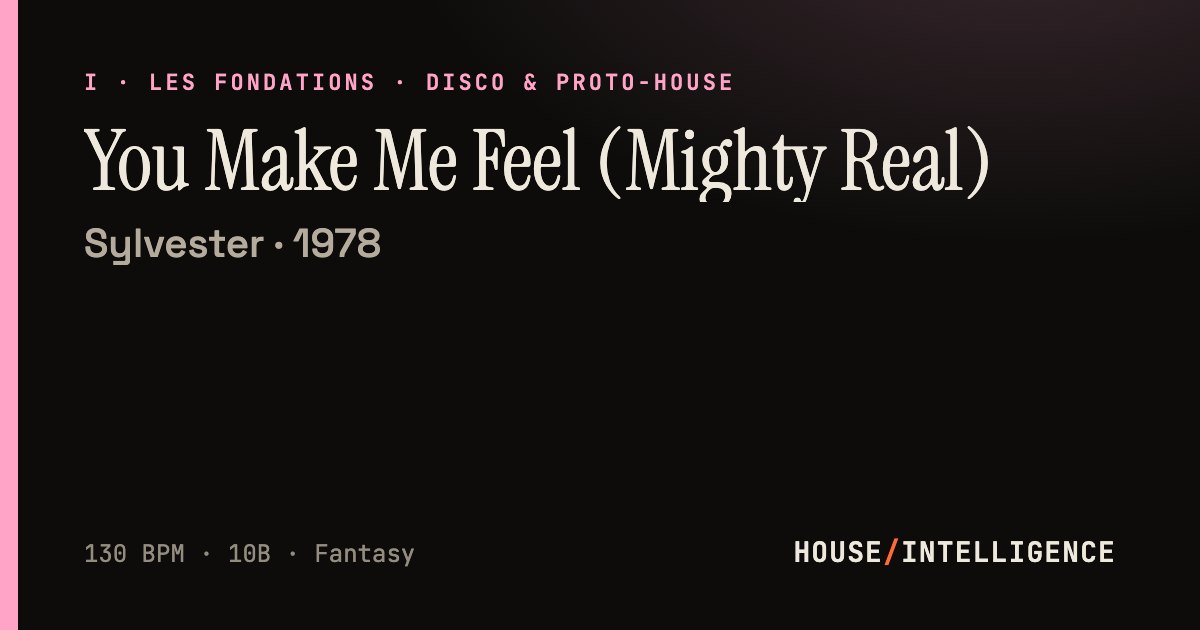 I · LES FONDATIONS · DISCO & PROTO-HOUSE
You Make Me Feel (Mighty Real)
Sylvester · 1978
130 BPM · 10B · Fantasy
HOUSE/INTELLIGENCE